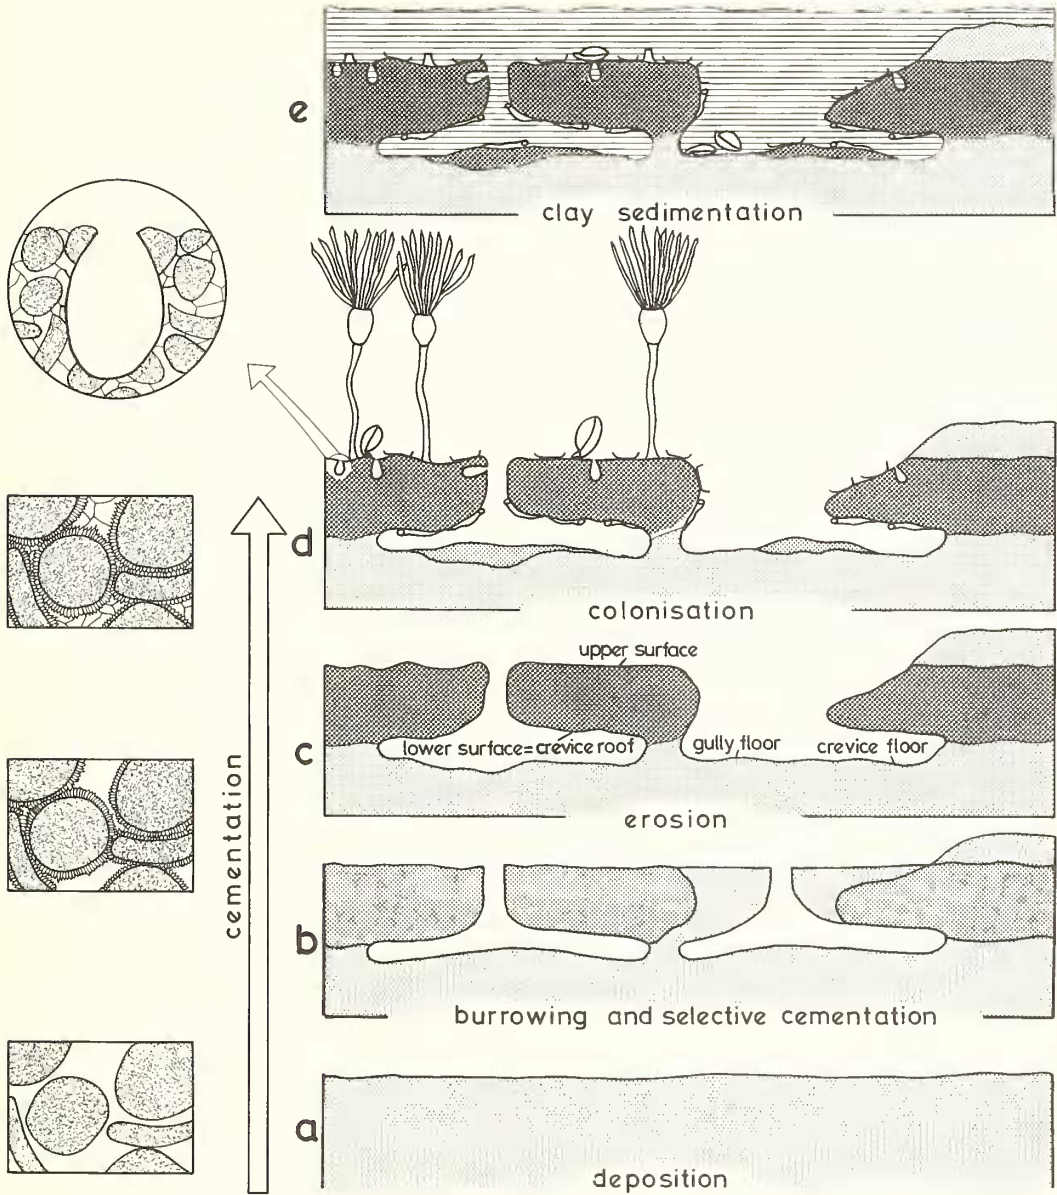 e
clay sedimentation
d
colonisation
upper surface
lower surface=crevice roof
gully floor
crevice floor
c
erosion
cementation
b
burrowing and selective cementation
a
deposition